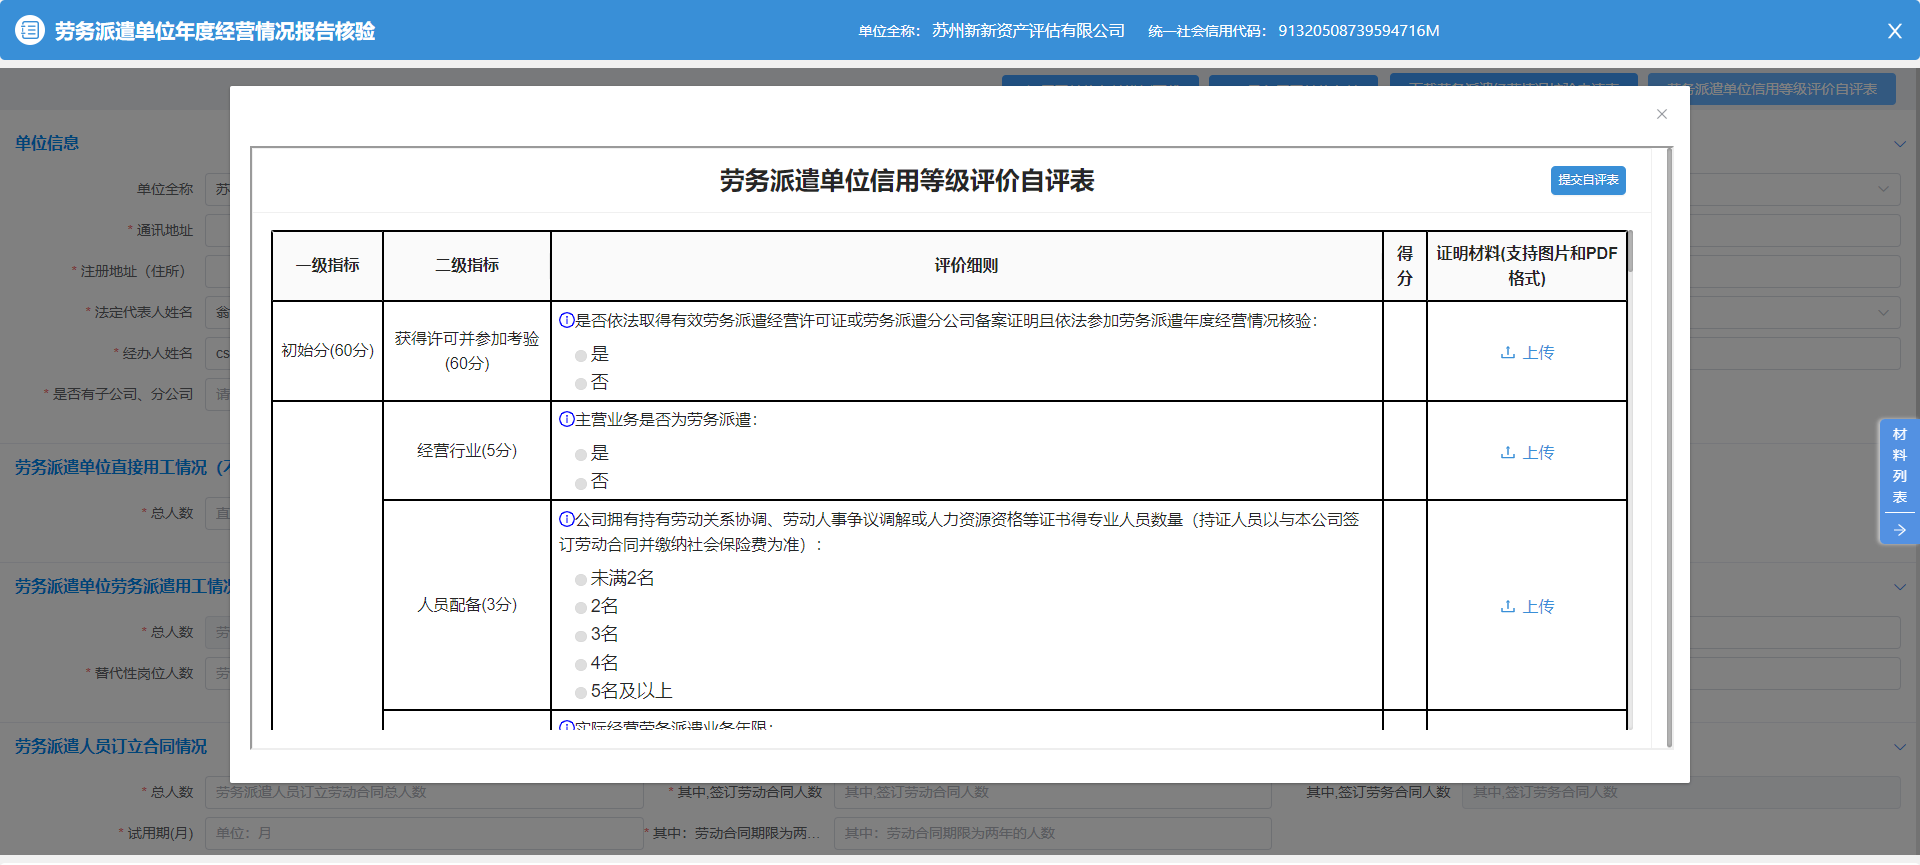 劳务派遣单位年度经营情况报告核验
单位全称： 苏州新新资产评估有限公司 统一社会信用代码： 91320508739594716M
劳务派遣单位信用等级评价自评表
单位信息
单位全称 苏
* 通讯地址
* 注册地址（住所）
* 法定代表人姓名 翁
* 经办人姓名 cs
* 是否有子公司、分公司 请
劳务派遣单位直接用工情况（不
* 总人数 直
劳务派遣单位劳务派遣用工情况
* 总人数 劳
* 替代性岗位人数 劳
劳务派遣人员订立合同情况
* 总人数 劳务派遣人员订立劳动合同总人数 * 其中,签订劳动合同人数 其中,签订劳动合同人数 其中,签订劳务合同人数 其中,签订劳务合同人数
* 试用期(月) 单位：月 * 其中：劳动合同期限为两... 其中：劳动合同期限为两年的人数
劳务派遣单位信用等级评价自评表
提交自评表
一级指标 二级指标 评价细则 得分 证明材料(支持图片和PDF
格式)
初始分(60分)
获得许可并参加考验
(60分)
是否依法取得有效劳务派遣经营许可证或劳务派遣分公司备案证明且依法参加劳务派遣年度经营情况核验：
是
否
上传
经营行业(5分)
主营业务是否为劳务派遣：
是
否
上传
人员配备(3分)
公司拥有持有劳动关系协调、劳动人事争议调解或人力资源资格等证书得专业人员数量（持证人员以与本公司签
订劳动合同并缴纳社会保险费为准）：
未满2名
2名
3名
4名
5名及以上
上传
实际经营劳务派遣业务年限：
材料列表